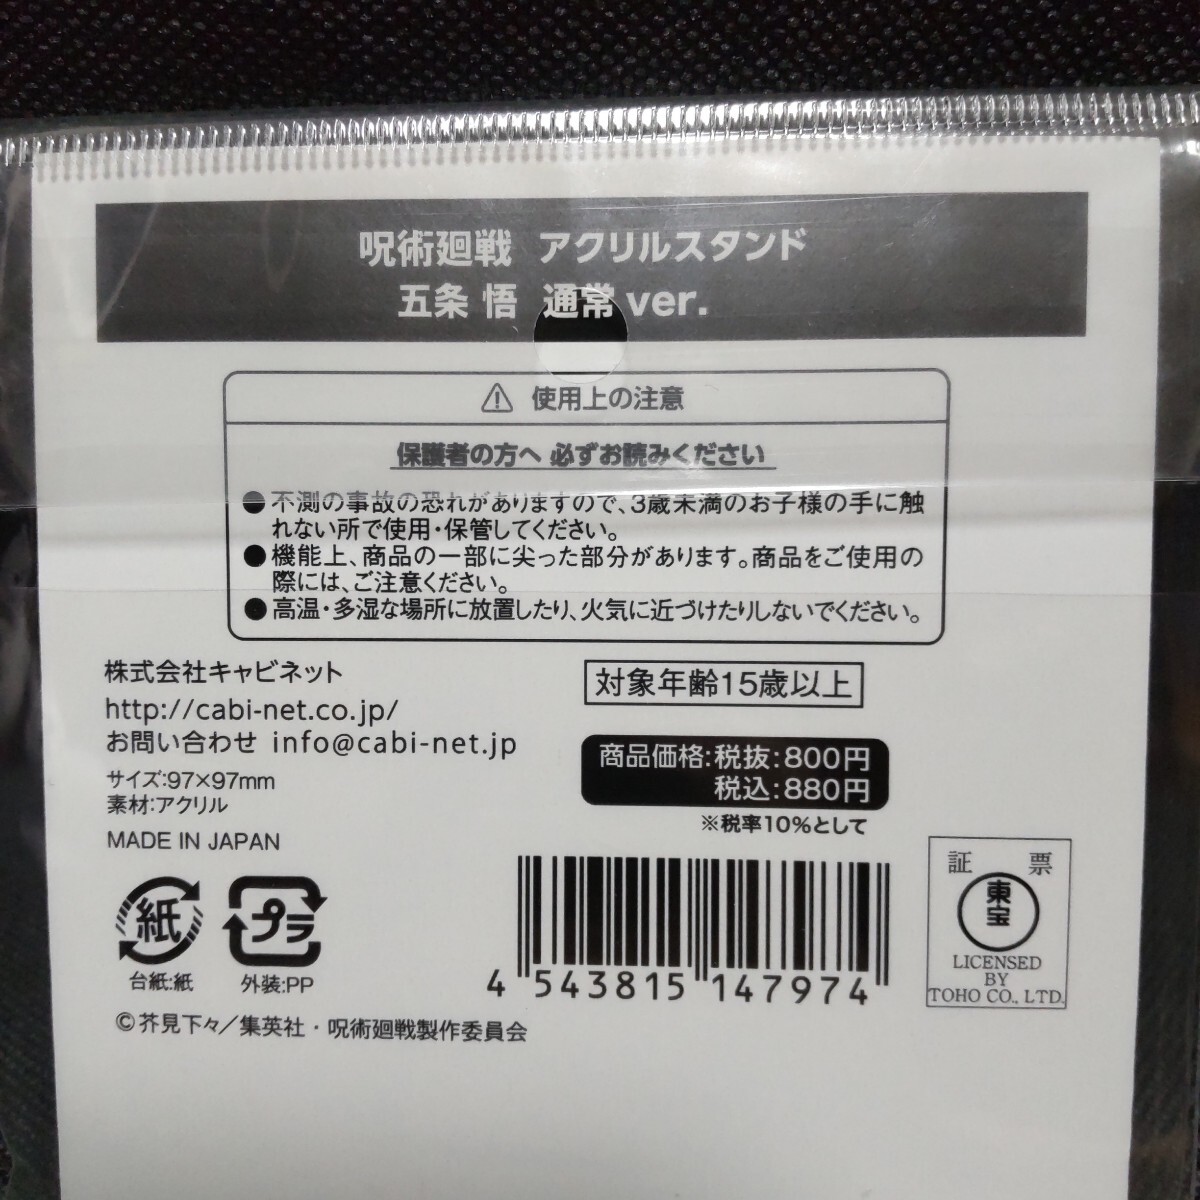 呪術廻戦 アクリルスタンド
五条 悟 通常 ver.
⚠ 使用上の注意
保護者の方へ 必ずお読みください
●不測の事故の恐れがありますので、3歳未満のお子様の手に触
れない所で使用・保管してください。
●機能上、商品の一部に尖った部分があります。商品をご使用の
際には、ご注意ください。
●高温・多湿な場所に放置したり、火気に近づけたりしないでください。
株式会社キャビネット
http://cabi-net.co.jp/
お問い合わせ info@cabi-net.jp
サイズ:97×97mm
素材:アクリル
MADE IN JAPAN
対象年齢15歳以上
商品価格:税抜:800円
税込:880円
※税率10%として
紙
台紙:紙
プラ
外装:PP
4 543815 147974
証 票
東宝
LICENSED
BY
TOHO CO., LTD.
©芥見下々/集英社・呪術廻戦製作委員会